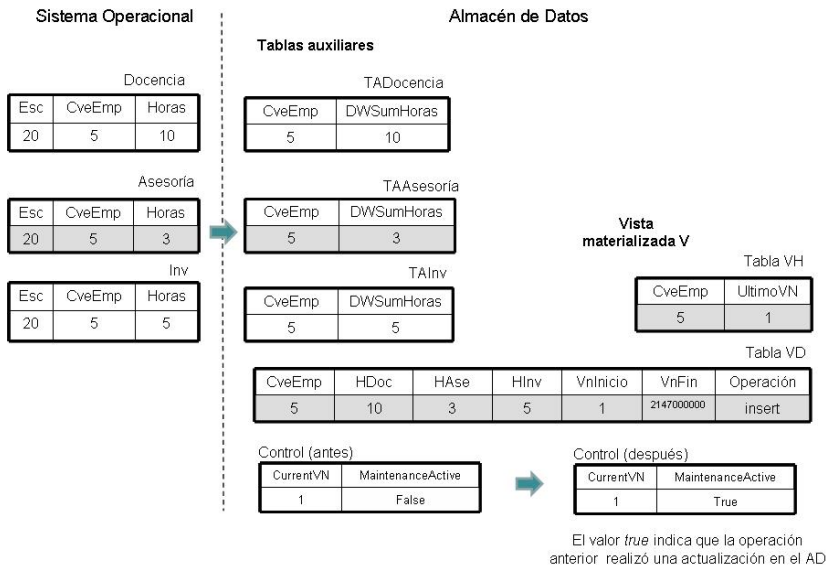 Sistema Operacional
Almacén de Datos
Tablas auxiliares
Docencia
Esc CveEmp Horas
20 5 10
TADocencia
CveEmp DWSumHoras
5 10
Asesoría
Esc CveEmp Horas
20 5 3
TAAsesoría
CveEmp DWSumHoras
5 3
Inv
Esc CveEmp Horas
20 5 5
TAInv
CveEmp DWSumHoras
5 5
Vista
materializada V
Tabla VH
CveEmp UltimoVN
5 1
Tabla VD
CveEmp HDoc HAse HInv VnInicio VnFin Operación
5 10 3 5 1 2147000000 insert
Control (antes)
CurrentVN MaintenanceActive
1 False
Control (después)
CurrentVN MaintenanceActive
1 True
El valor true indica que la operación
anterior realizó una actualización en el AD